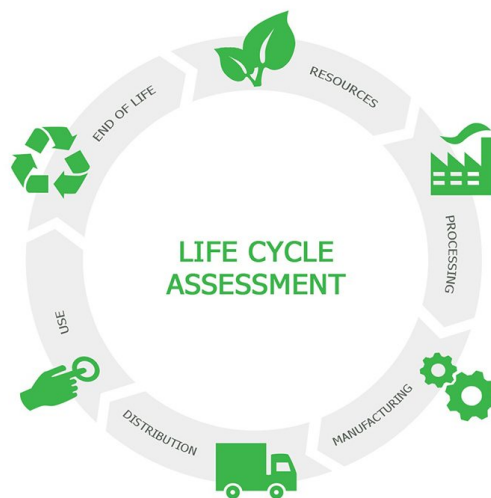 LIFE CYCLE
ASSESSMENT
RESOURCES
PROCESSING
MANUFACTURING
DISTRIBUTION
USE
END OF LIFE